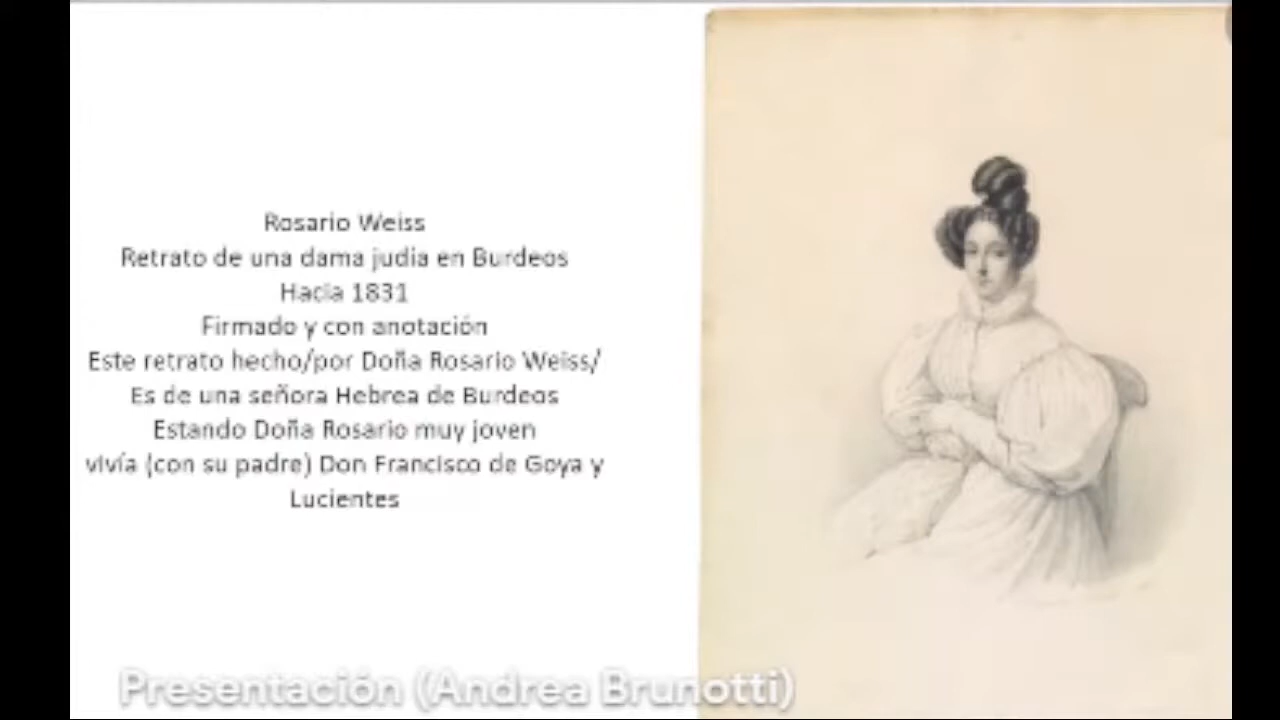 Rosario Weiss
Retrato de una dama judia en Burdeos
Hacia 1831
Firmado y con anotación
Este retrato hecho/por Doña Rosario Weiss/
Es de una señora Hebrea de Burdeos
Estando Doña Rosario muy joven
vivía (con su padre) Don Francisco de Goya y
Lucientes
Presentación (Andrea Brunotti)